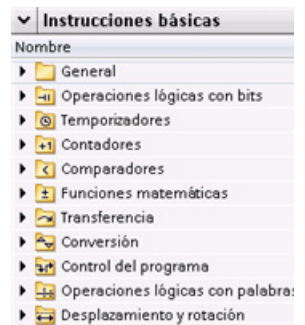 Instrucciones básicas
Nombre
General
Operaciones lógicas con bits
Temporizadores
Contadores
Comparadores
Funciones matemáticas
Transferencia
Conversión
Control del programa
Operaciones lógicas con palabras
Desplazamiento y rotación